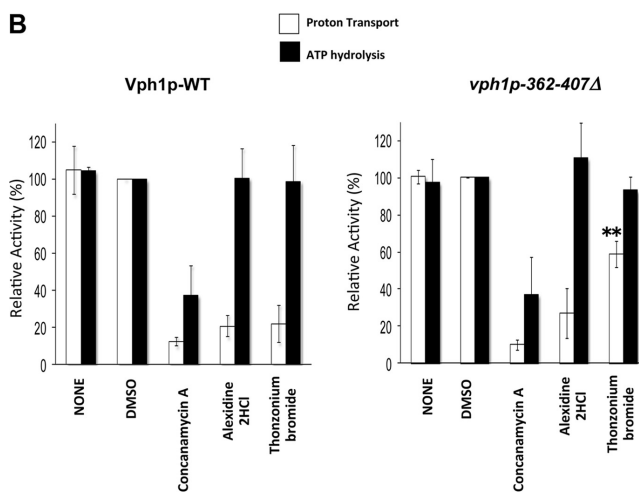 B
Proton Transport
ATP hydrolysis
Vph1p-WT
vph1p-362-407Δ
Relative Activity (%)
120
100
80
60
40
20
0
NONE
DMSO
Concanamycin A
Alexidine
2HCl
Thonzonium
bromide
Relative Activity (%)
120
100
80
60
40
20
0
**
NONE
DMSO
Concanamycin A
Alexidine
2HCl
Thonzonium
bromide